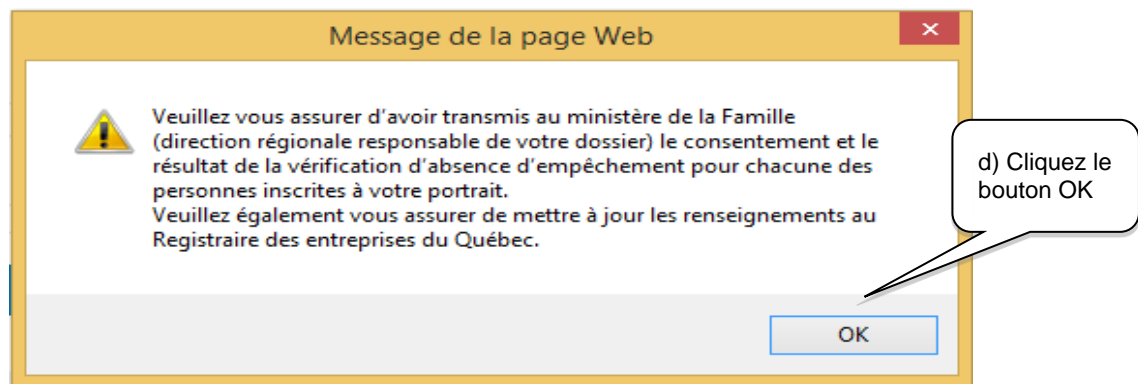 Message de la page Web
Veuillez vous assurer d'avoir transmis au ministère de la Famille
(direction régionale responsable de votre dossier) le consentement et le
résultat de la vérification d'absence d'empêchement pour chacune des
personnes inscrites à votre portrait.
Veuillez également vous assurer de mettre à jour les renseignements au
Registraire des entreprises du Québec.
d) Cliquez le
bouton OK
OK